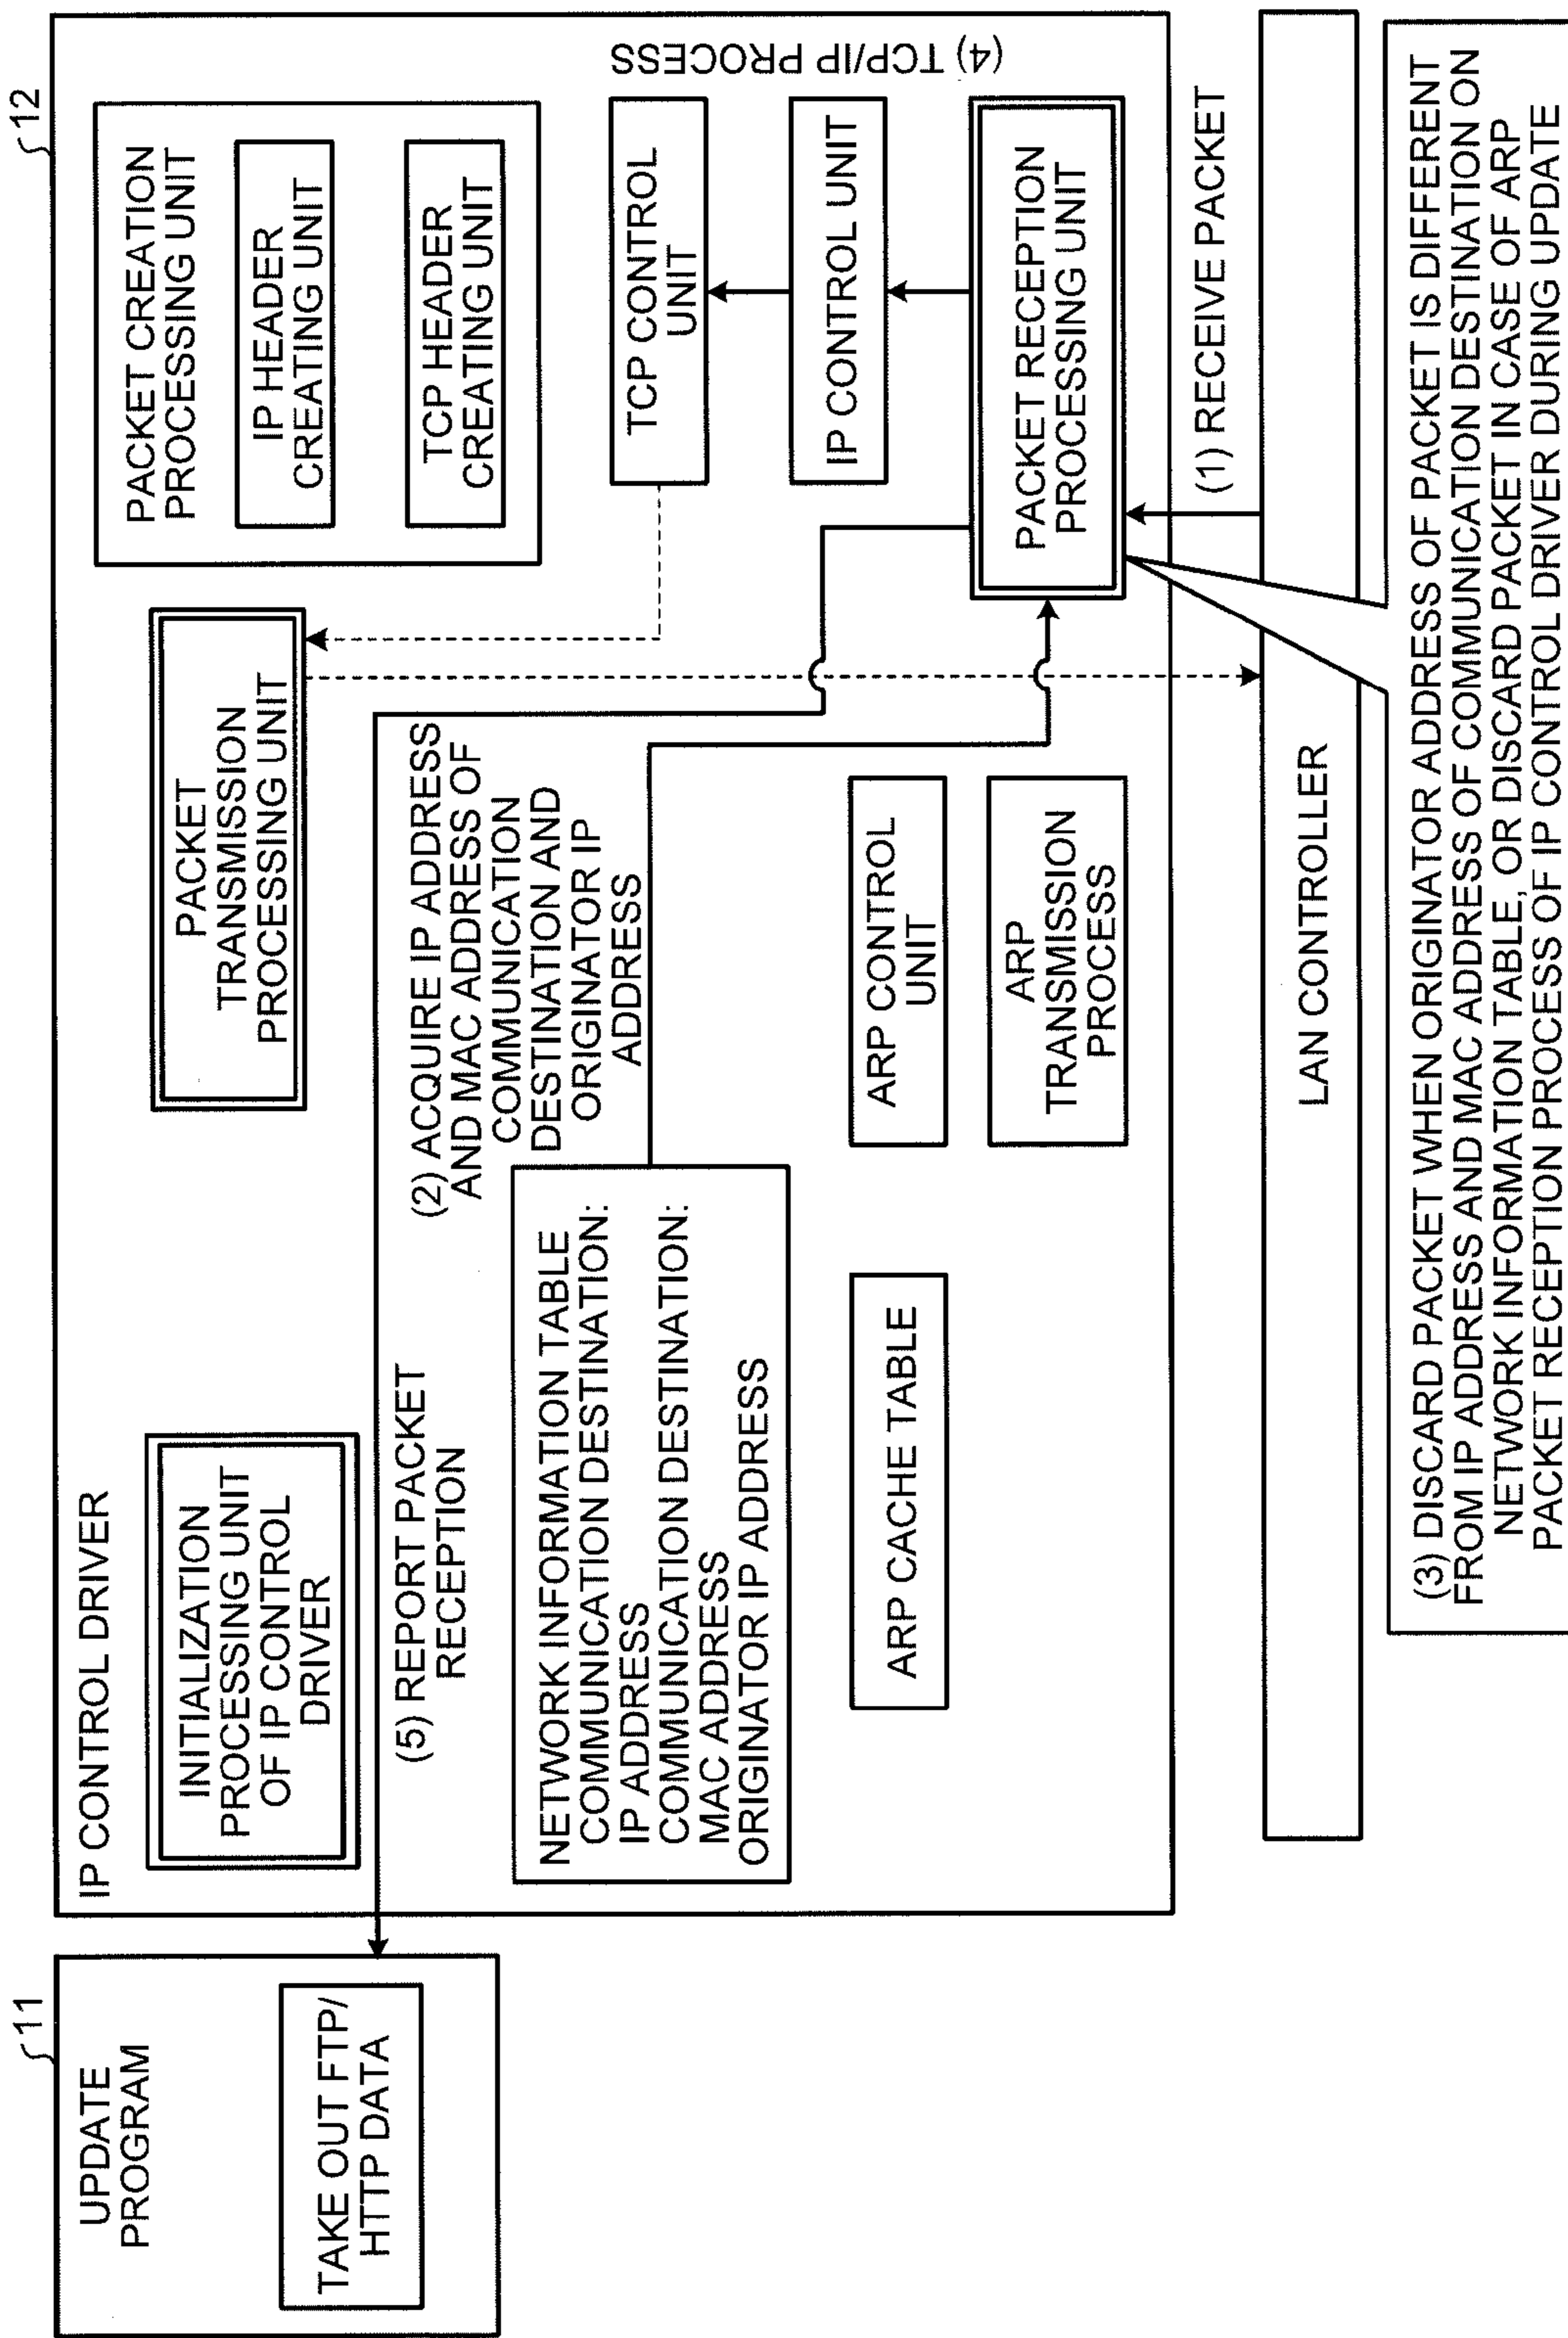 11
UPDATE
PROGRAM
TAKE OUT FTP/
HTTP DATA
12
IP CONTROL DRIVER
INITIALIZATION
PROCESSING UNIT
OF IP CONTROL
DRIVER
PACKET
TRANSMISSION
PROCESSING UNIT
PACKET CREATION
PROCESSING UNIT
IP HEADER
CREATING UNIT
TCP HEADER
CREATING UNIT
(5) REPORT PACKET
RECEPTION
(2) ACQUIRE IP ADDRESS
AND MAC ADDRESS OF
COMMUNICATION
DESTINATION AND
ORIGINATOR IP
ADDRESS
NETWORK INFORMATION TABLE
COMMUNICATION DESTINATION:
IP ADDRESS
COMMUNICATION DESTINATION:
MAC ADDRESS
ORIGINATOR IP ADDRESS
TCP CONTROL
UNIT
IP CONTROL UNIT
(4) TCP/IP PROCESS
ARP CACHE TABLE
ARP CONTROL
UNIT
ARP
TRANSMISSION
PROCESS
PACKET RECEPTION
PROCESSING UNIT
(1) RECEIVE PACKET
LAN CONTROLLER
(3) DISCARD PACKET WHEN ORIGINATOR ADDRESS OF PACKET IS DIFFERENT
FROM IP ADDRESS AND MAC ADDRESS OF COMMUNICATION DESTINATION ON
NETWORK INFORMATION TABLE, OR DISCARD PACKET IN CASE OF ARP
PACKET RECEPTION PROCESS OF IP CONTROL DRIVER DURING UPDATE